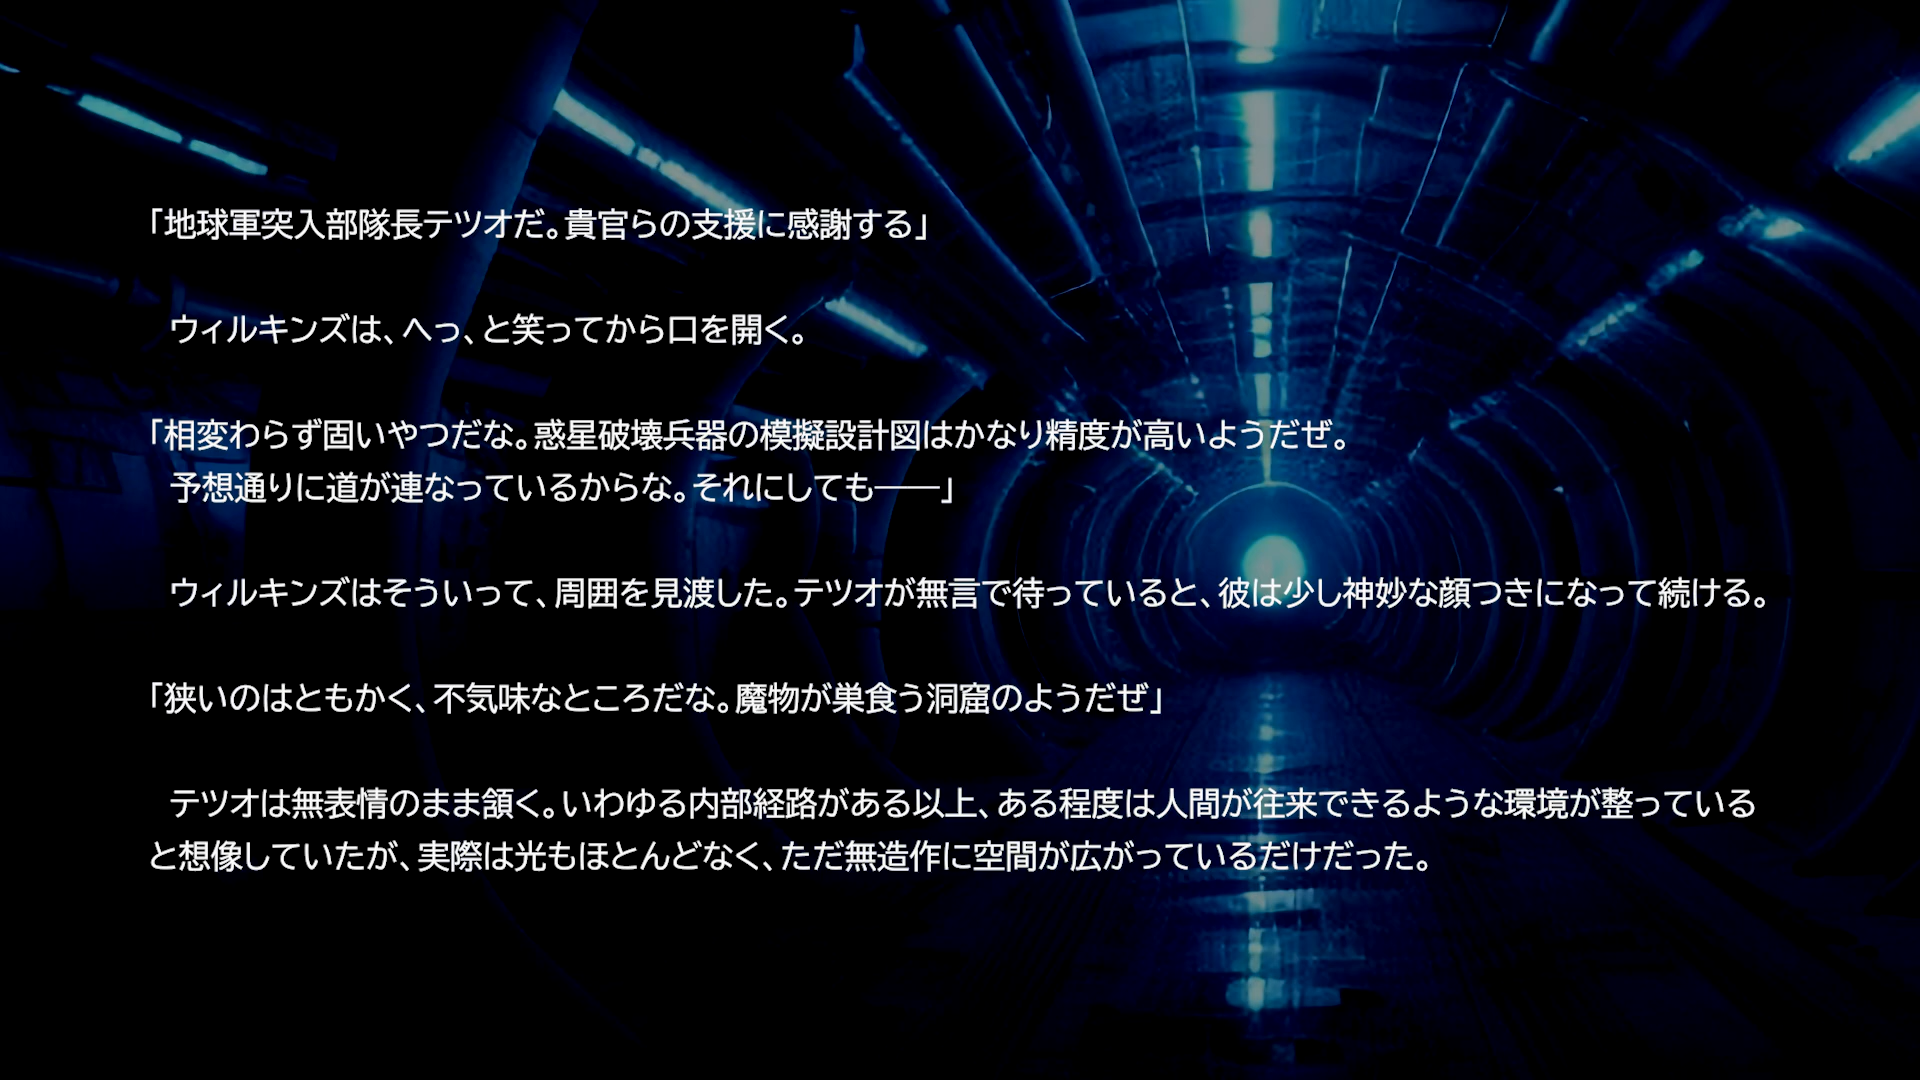 「地球軍突入部隊長テツオだ。貴官らの支援に感謝する」
ウィルキンズは、へっ、と笑ってから口を開く。
「相変わらず固いやつだな。惑星破壊兵器の模擬設計図はかなり精度が高いようだぜ。
予想通りに道が連なっているからな。それにしても――」
ウィルキンズはそういって、周囲を見渡した。テツオが無言で待っていると、彼は少し神妙な顔つきになって続ける。
「狭いのはともかく、不気味なところだな。魔物が巣食う洞窟のようだぜ」
テツオは無表情のまま頷く。いわゆる内部経路がある以上、ある程度は人間が往来できるような環境が整っている
と想像していたが、実際は光もほとんどなく、ただ無造作に空間が広がっているだけだった。